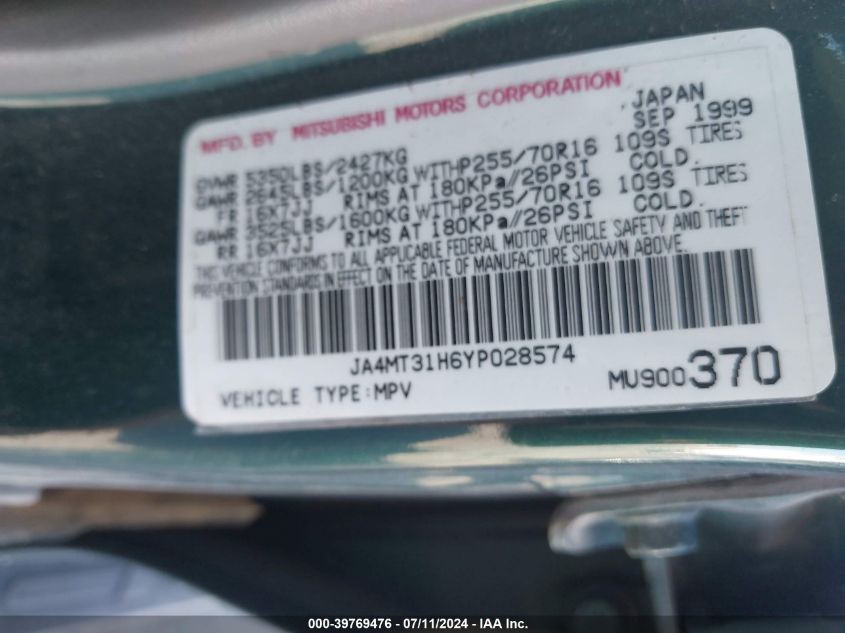 MFD. BY MITSUBISHI MOTORS CORPORATION JAPAN
SEP 1999
GVWR 5350LBS/2427KG
GAWR 2645LBS/1200KG WITHP255/70R16 109S TIRES
FR 16X7JJ RIMS AT 180KPa//26PSI COLD.
GAWR 3525LBS/1600KG WITHP255/70R16 109S TIRES
RR 16X7JJ RIMS AT 180KPa//26PSI COLD.
THIS VEHICLE CONFORMS TO ALL APPLICABLE FEDERAL MOTOR VEHICLE SAFETY AND THEFT
PREVENTION STANDARDS IN EFFECT ON THE DATE OF MANUFACTURE SHOWN ABOVE.
JA4MT31H6YP028574
VEHICLE TYPE:MPV MU900370
000-39769476 / 07/11/2024 - IAA Inc.